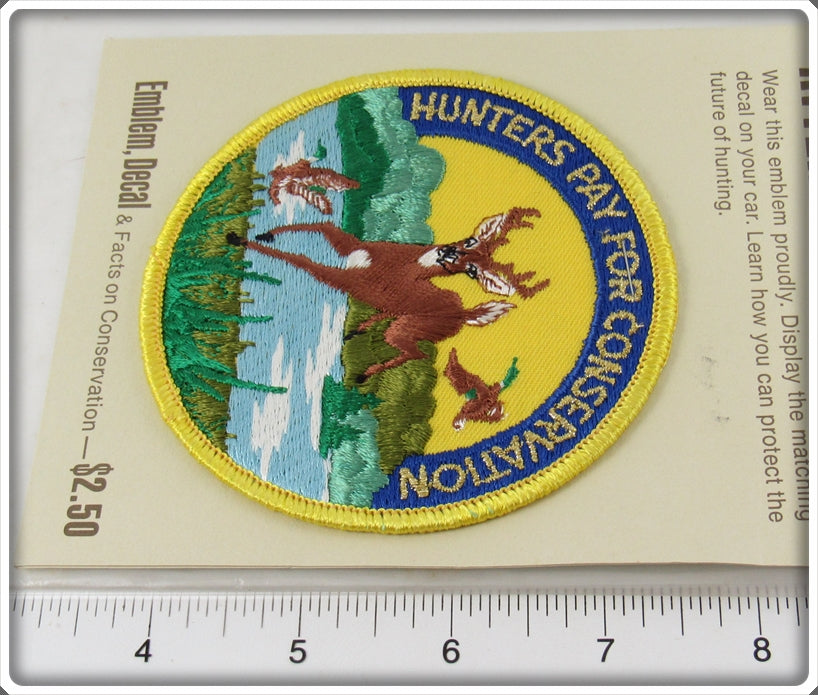 Wear this emblem proudly. Display the matching
decal on your car. Learn how you can protect the
future of hunting.
HUNTERS PAY FOR CONSERVATION
Emblem, Decal & Facts on Conservation — $2.50
4 5 6 7 8